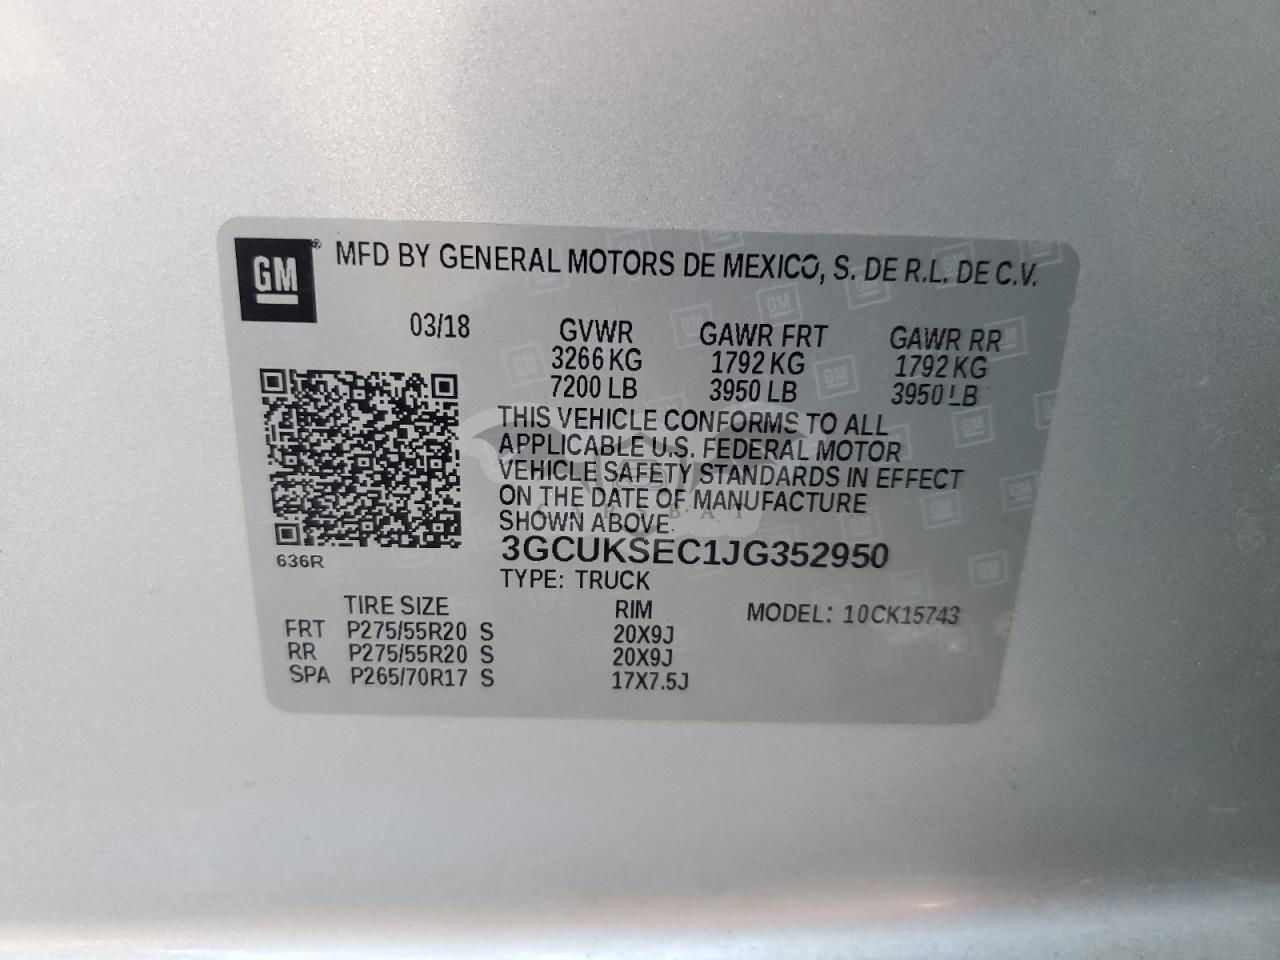 GM® MFD BY GENERAL MOTORS DE MEXICO, S. DE R.L. DE C.V.
03/18 GVWR GAWR FRT GAWR RR
3266 KG 1792 KG 1792 KG
7200 LB 3950 LB 3950 LB
THIS VEHICLE CONFORMS TO ALL
APPLICABLE U.S. FEDERAL MOTOR
VEHICLE SAFETY STANDARDS IN EFFECT
ON THE DATE OF MANUFACTURE
SHOWN ABOVE.
3GCUKSEC1JG352950
636R
TYPE: TRUCK
TIRE SIZE RIM MODEL: 10CK15743
FRT P275/55R20 S 20X9J
RR P275/55R20 S 20X9J
SPA P265/70R17 S 17X7.5J